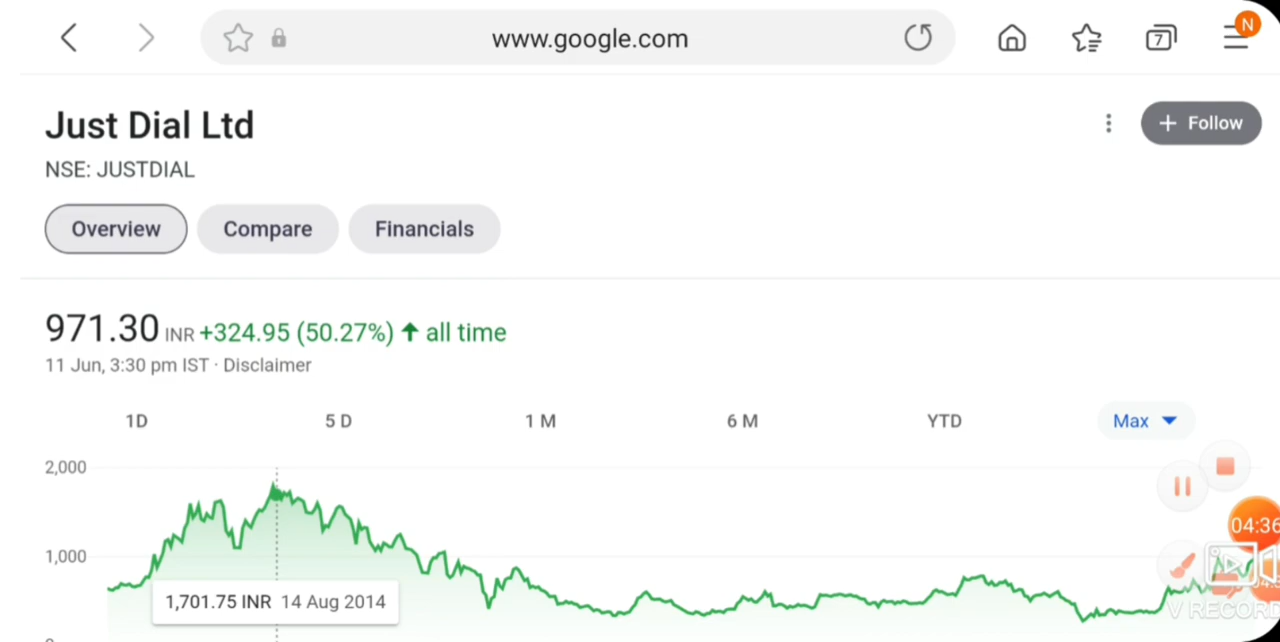 www.google.com
7
N
Just Dial Ltd
NSE: JUSTDIAL
+ Follow
Overview
Compare
Financials
971.30 INR +324.95 (50.27%) ↑ all time
11 Jun, 3:30 pm IST · Disclaimer
1D
5 D
1 M
6 M
YTD
Max
2,000
1,000
1,701.75 INR 14 Aug 2014
04:36
V RECORD